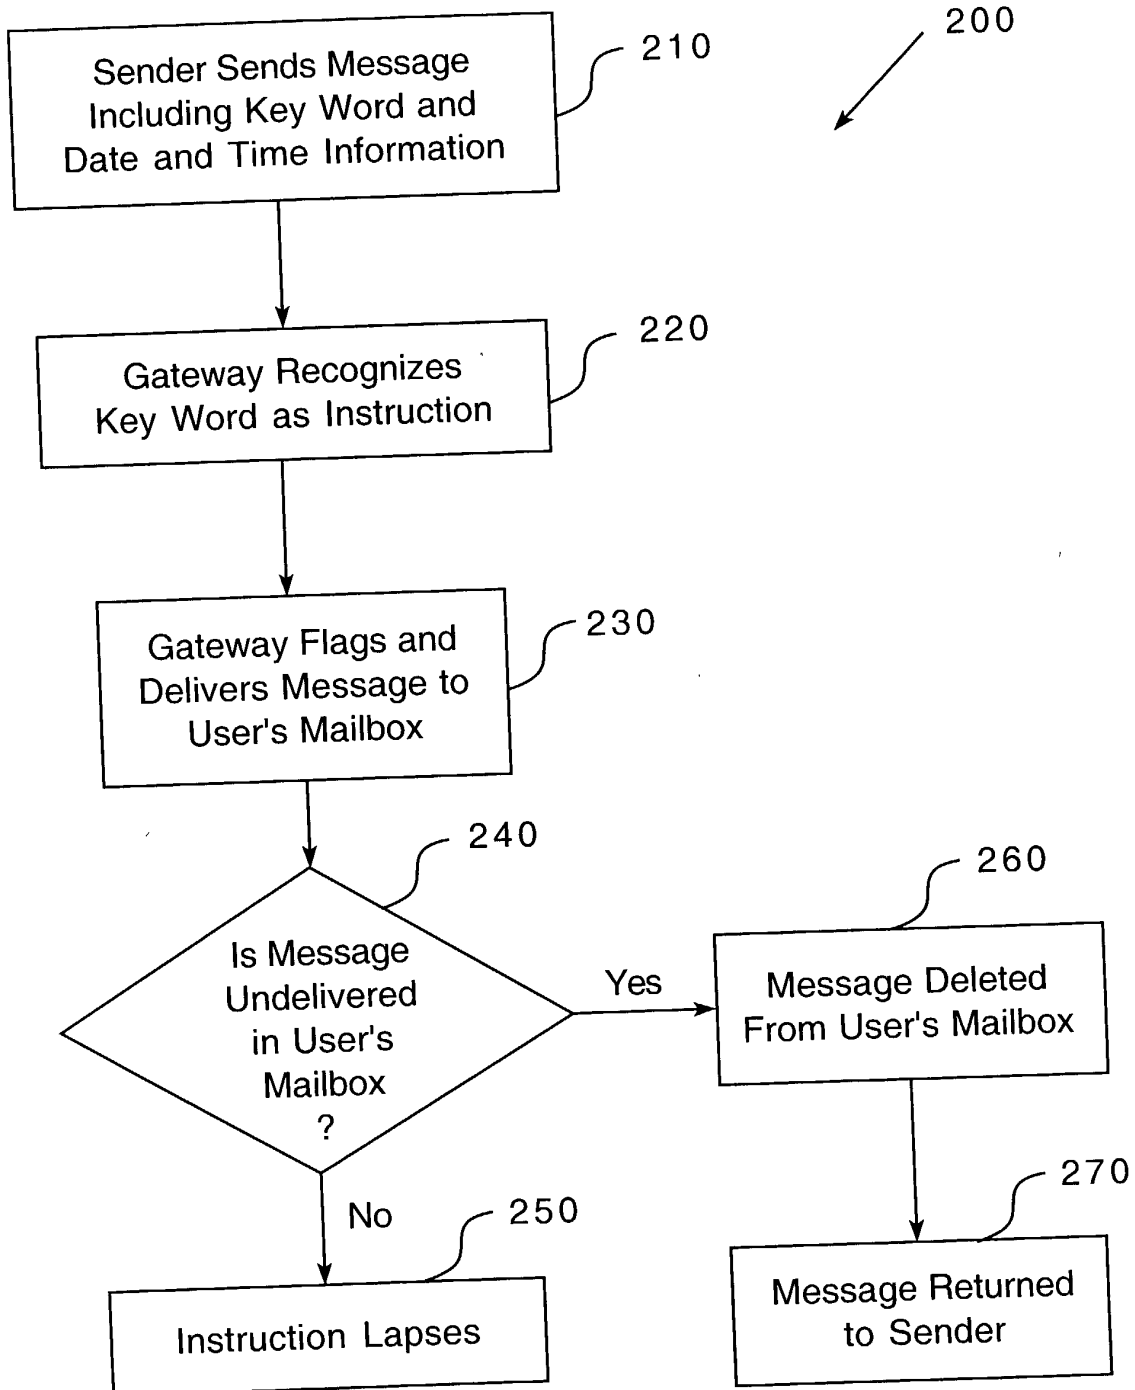 200
Sender Sends Message
Including Key Word and
Date and Time Information
210
Gateway Recognizes
Key Word as Instruction
220
Gateway Flags and
Delivers Message to
User's Mailbox
230
Is Message
Undelivered
in User's
Mailbox
?
240
Yes
Message Deleted
From User's Mailbox
260
No
Instruction Lapses
250
Message Returned
to Sender
270